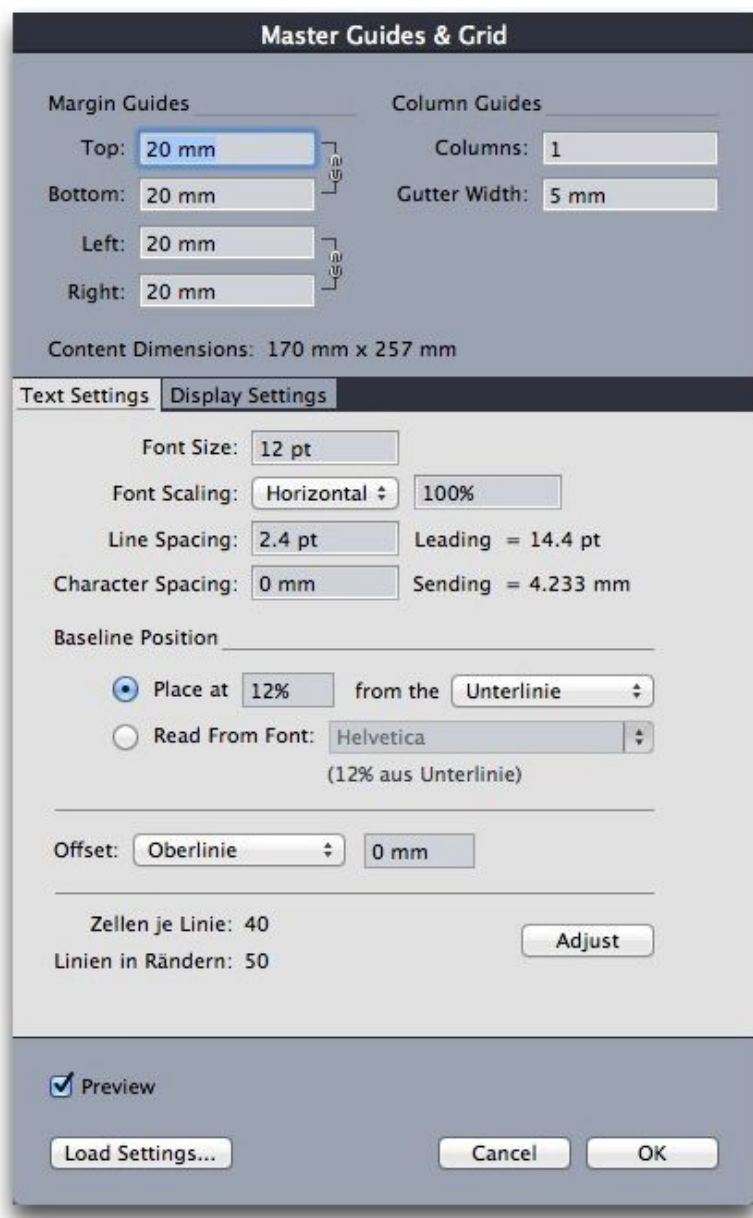 Master Guides & Grid
Margin Guides
Top: 20 mm
Bottom: 20 mm
Left: 20 mm
Right: 20 mm
Column Guides
Columns: 1
Gutter Width: 5 mm
Content Dimensions: 170 mm x 257 mm
Text Settings Display Settings
Font Size: 12 pt
Font Scaling: Horizontal 100%
Line Spacing: 2.4 pt Leading = 14.4 pt
Character Spacing: 0 mm Sending = 4.233 mm
Baseline Position
Place at 12% from the Unterlinie
Read From Font: Helvetica
(12% aus Unterlinie)
Offset: Oberlinie 0 mm
Zellen je Linie: 40
Linien in Rändern: 50
Adjust
Preview
Load Settings... Cancel OK